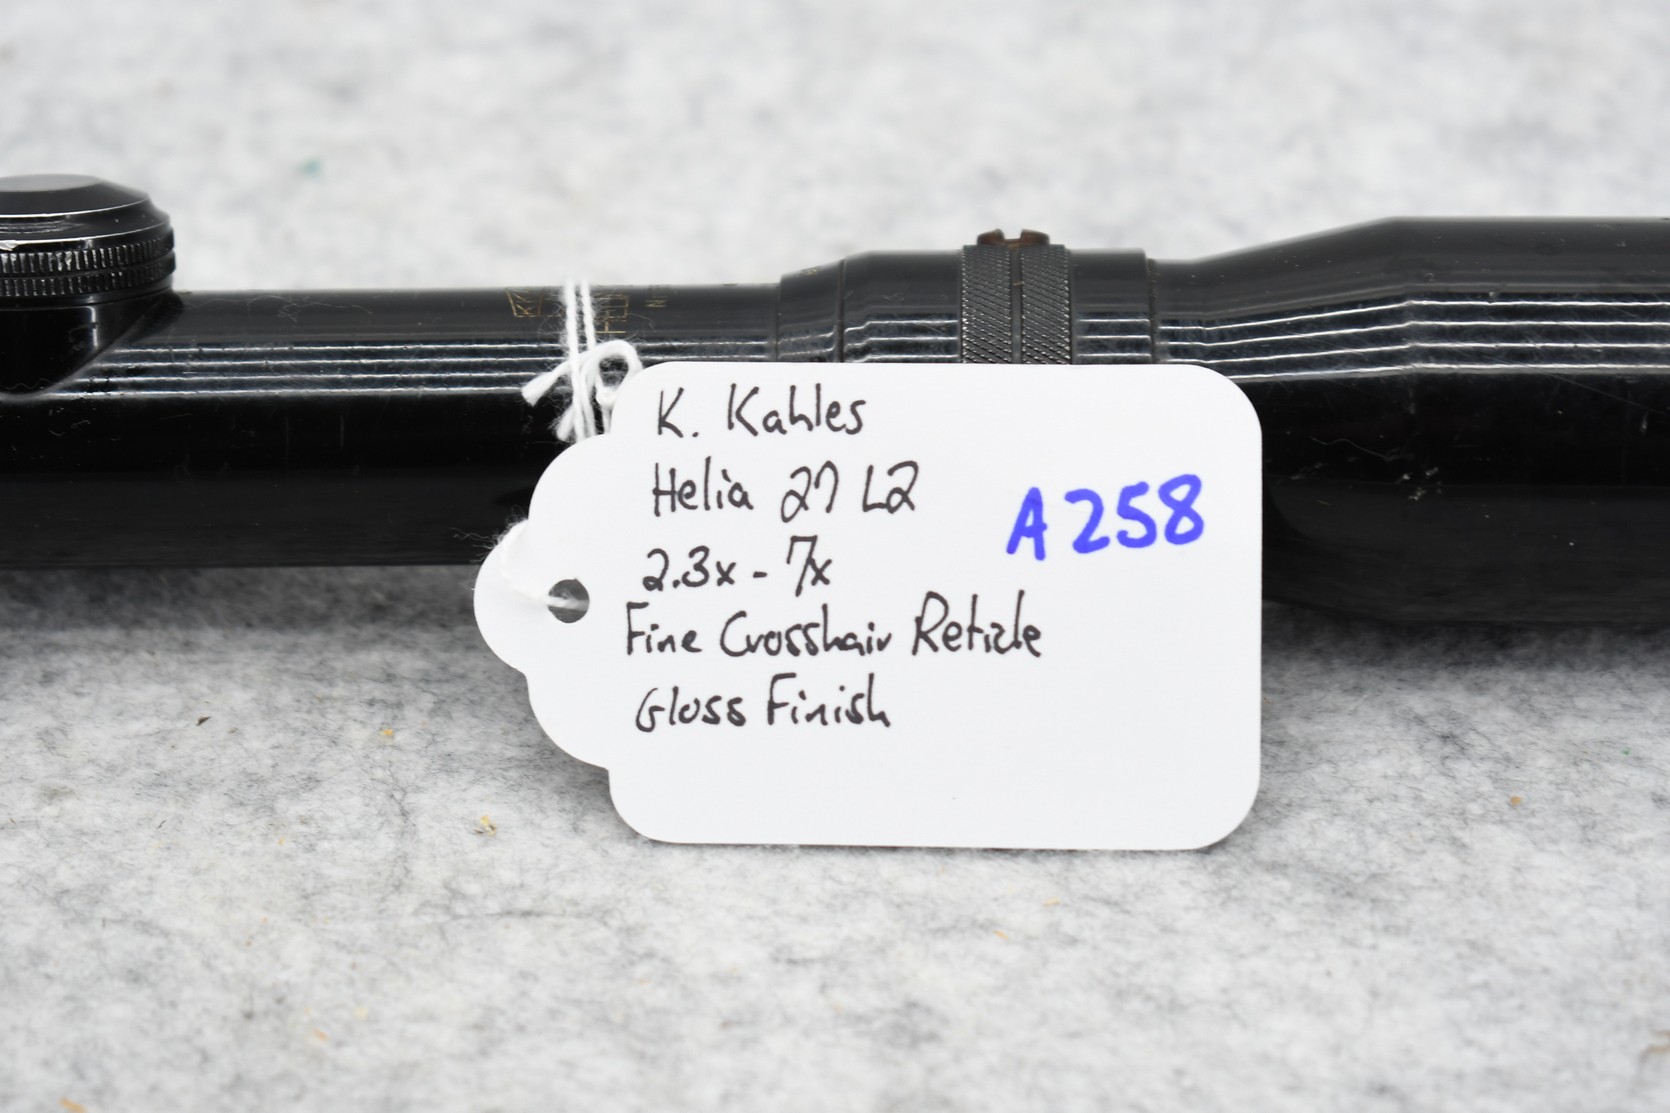 K. Kahles
Helia 27 L2
2.3x - 7x
Fine Crosshair Reticle
Gloss Finish
A258